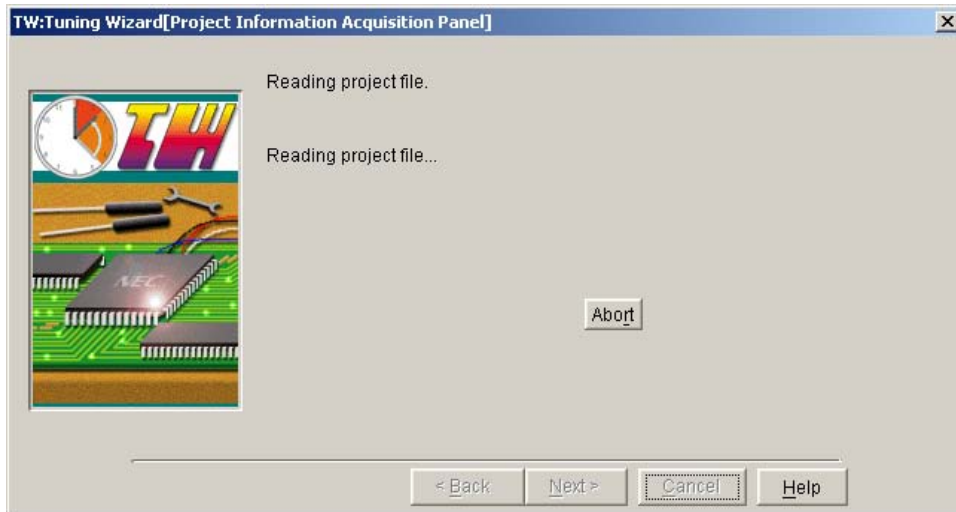 TW:Tuning Wizard[Project Information Acquisition Panel]
Reading project file.
TW
Reading project file...
NEC
Abort
< Back
Next >
Cancel
Help